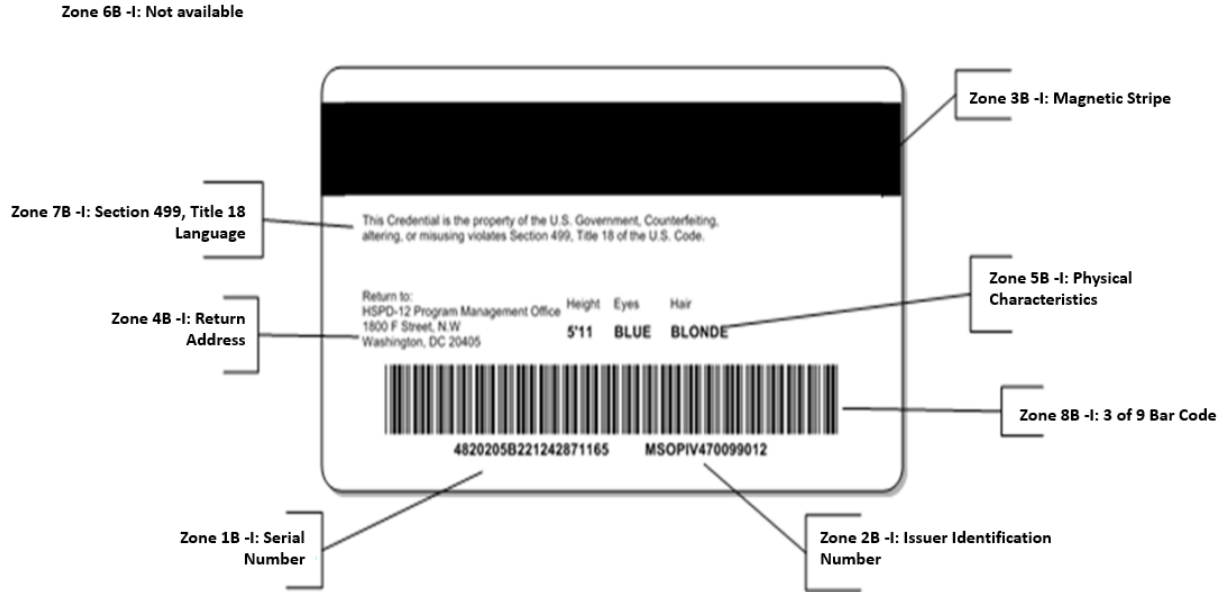 Zone 6B -I: Not available
Zone 3B -I: Magnetic Stripe
Zone 7B -I: Section 499, Title 18
Language
This Credential is the property of the U.S. Government, Counterfeiting,
altering, or misusing violates Section 499, Title 18 of the U.S. Code.
Zone 5B -I: Physical
Characteristics
Zone 4B -I: Return
Address
Return to:
HSPD-12 Program Management Office
1800 F Street, N.W
Washington, DC 20405
Height Eyes Hair
5'11 BLUE BLONDE
Zone 8B -I: 3 of 9 Bar Code
4820205B221242871165 MSOPIV470099012
Zone 1B -I: Serial
Number
Zone 2B -I: Issuer Identification
Number